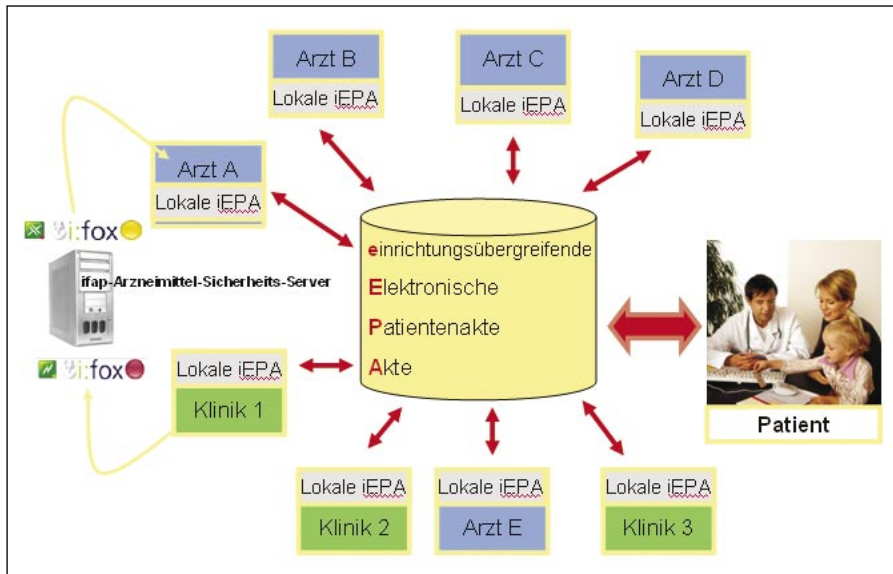 Arzt B
Lokale iEPA
Arzt C
Lokale iEPA
Arzt D
Lokale iEPA
Arzt A
Lokale iEPA
i:fox
ifap-Arzneimittel-Sicherheits-Server
i:fox
einrichtungsübergreifende
Elektronische
Patientenakte
Akte
Lokale iEPA
Klinik 1
Patient
Lokale iEPA
Klinik 2
Lokale iEPA
Arzt E
Lokale iEPA
Klinik 3